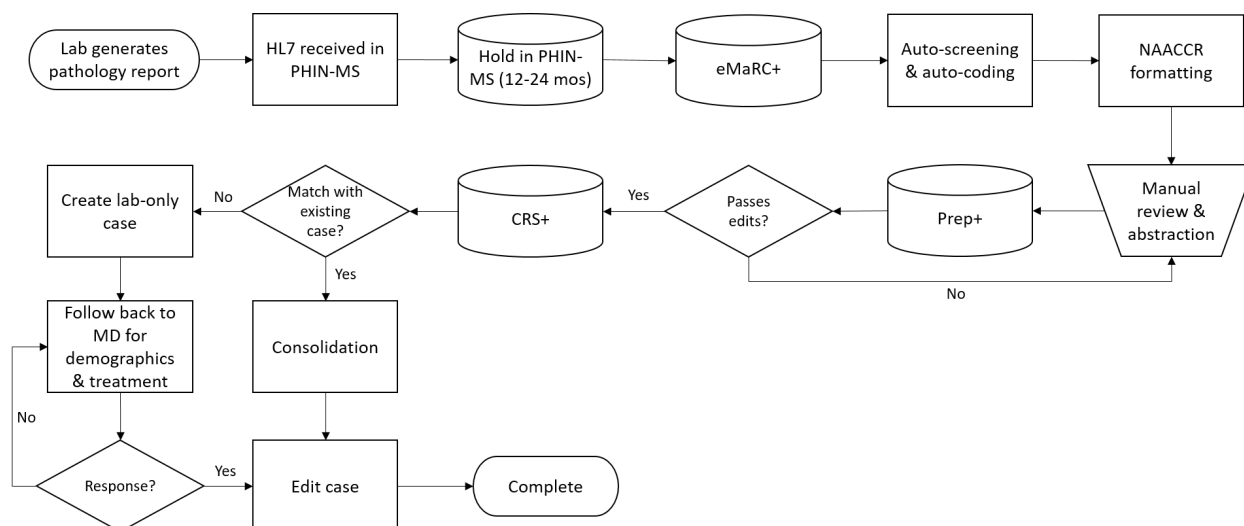 Lab generates
pathology report
HL7 received in
PHIN-MS
Hold in PHIN-
MS (12-24 mos)
eMaRC+
Auto-screening
& auto-coding
NAACCR
formatting
Manual
review &
abstraction
Prep+
Passes
edits?
Yes
No
CRS+
Match with
existing
case?
No
Yes
Create lab-only
case
Follow back to
MD for
demographics
& treatment
Consolidation
No
Response?
Yes
Edit case
Complete